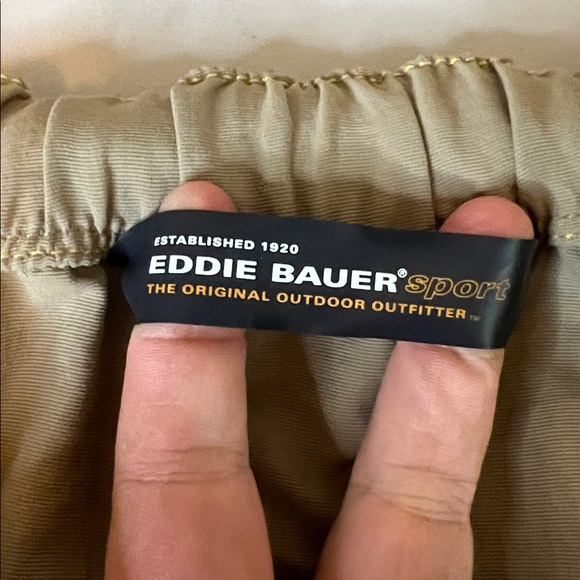 ESTABLISHED 1920
EDDIE BAUER® sport
THE ORIGINAL OUTDOOR OUTFITTER™